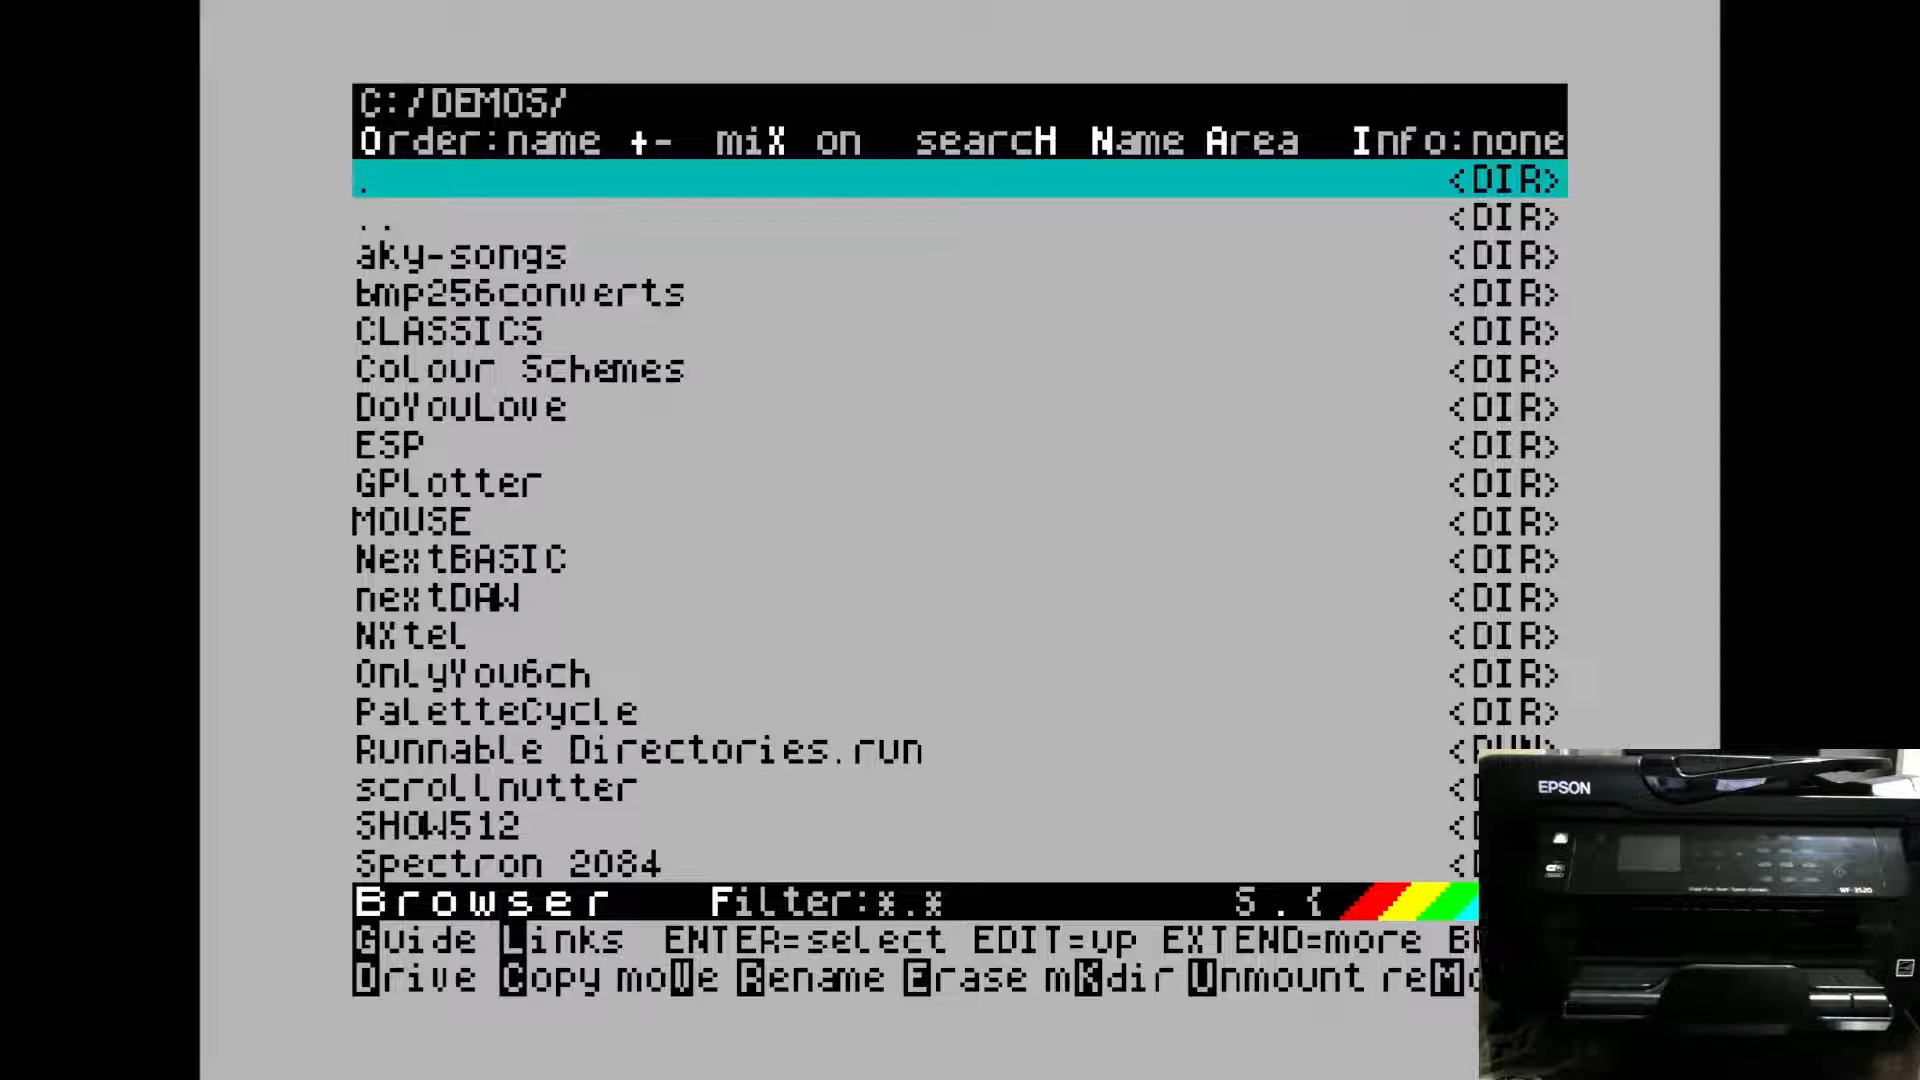 C:/DEMOS/
Order:name +- miX on searcH Name Area Info:none
. <DIR>
.. <DIR>
aky-songs <DIR>
bmp256converts <DIR>
CLASSICS <DIR>
Colour Schemes <DIR>
DoYouLove <DIR>
ESP <DIR>
GPlotter <DIR>
MOUSE <DIR>
NextBASIC <DIR>
nextDAW <DIR>
NXtel <DIR>
OnlyYou6ch <DIR>
PaletteCycle <DIR>
Runnable Directories.run <RUN>
scrollnutter
SHOW512
Spectron 2084
Browser Filter:*.*
Guide Links ENTER=select EDIT=up EXTEND=more
Drive Copy moVe Rename Erase mKdir Unmount
EPSON
WF-3520